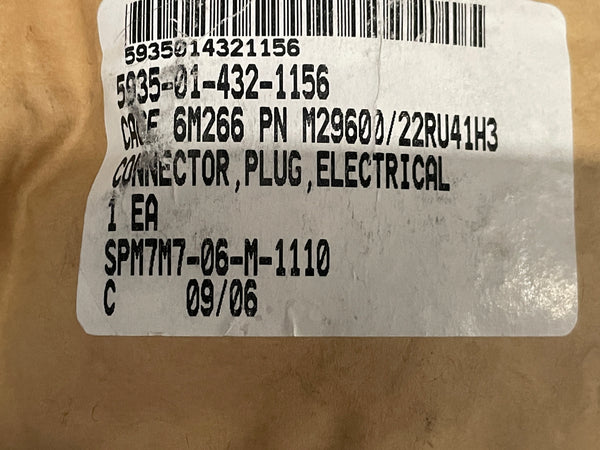 5935014321156
5935-01-432-1156
CAGE 6M266 PN M29600/22RU41H3
CONNECTOR,PLUG,ELECTRICAL
1 EA
SPM7M7-06-M-1110
C 09/06